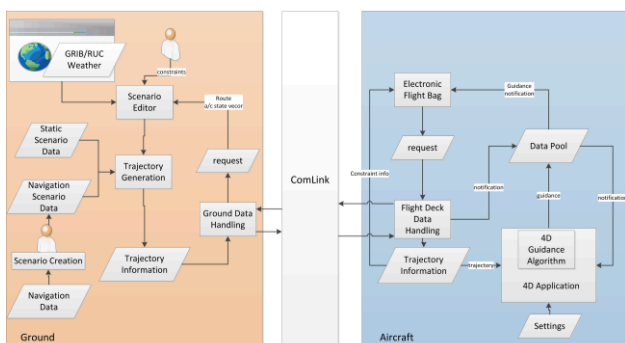 GRIB/RUC
Weather
constraints
Scenario
Editor
Route
a/c state vecor
Static
Scenario
Data
Trajectory
Generation
request
Navigation
Scenario
Data
Ground Data
Handling
Scenario Creation
Trajectory
Information
Navigation
Data
Ground
ComLink
Electronic
Flight Bag
Guidance
notification
request
Data Pool
Constraint info
notification
guidance
notification
Flight Deck
Data
Handling
Trajectory
Information
trajectory
4D
Guidance
Algorithm
4D Application
Settings
Aircraft